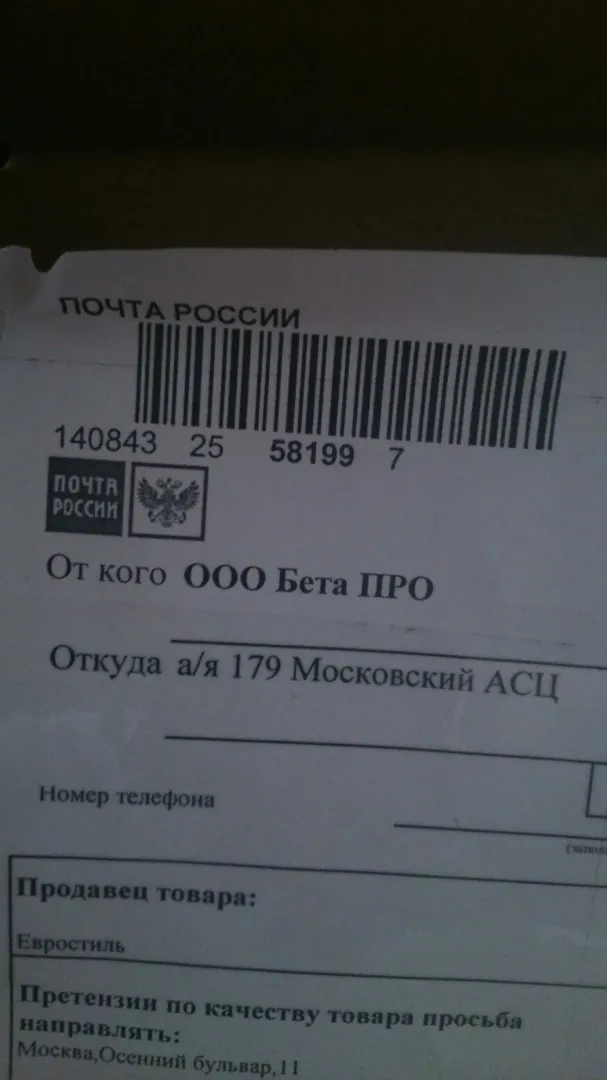 ПОЧТА РОССИИ
140843 25 58199 7
ПОЧТА
РОССИИ
От кого ООО Бета ПРО
Откуда а/я 179 Московский АСЦ
Номер телефона
Продавец товара:
Евростиль
Претензии по качеству товара просьба
направлять:
Москва,Осенний бульвар,11